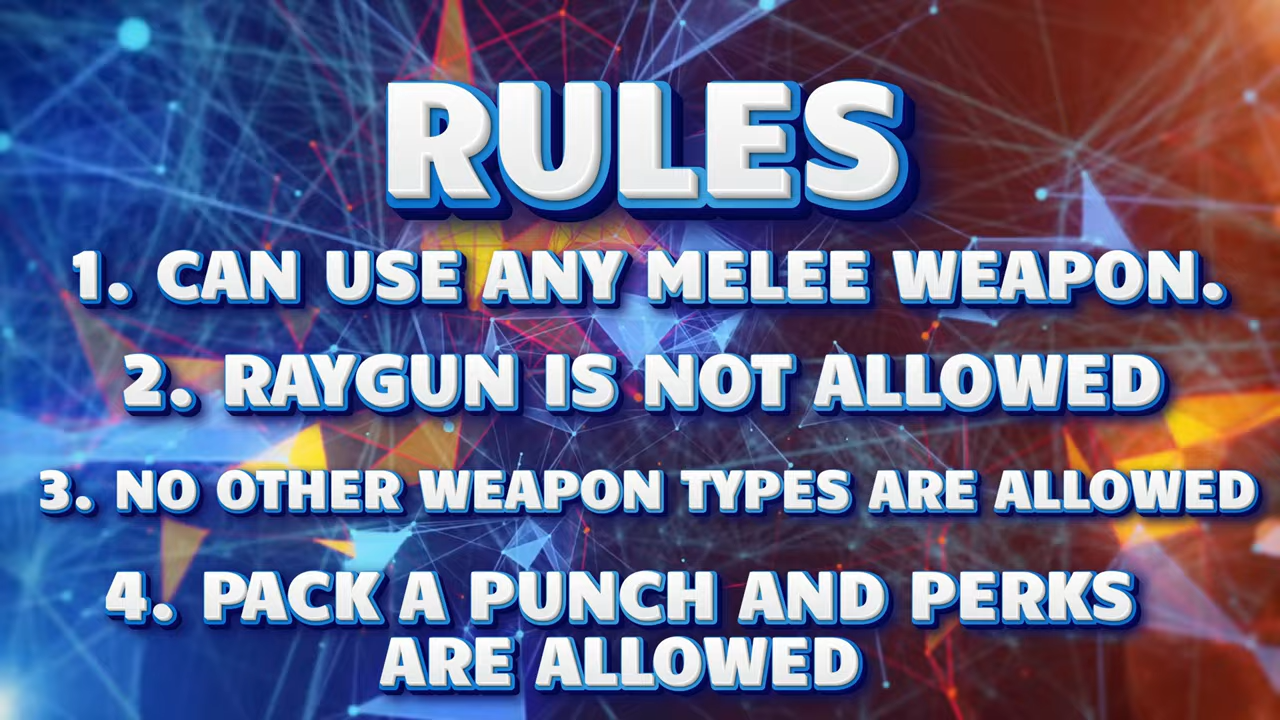 RULES
1. CAN USE ANY MELEE WEAPON.
2. RAYGUN IS NOT ALLOWED
3. NO OTHER WEAPON TYPES ARE ALLOWED
4. PACK A PUNCH AND PERKS
ARE ALLOWED